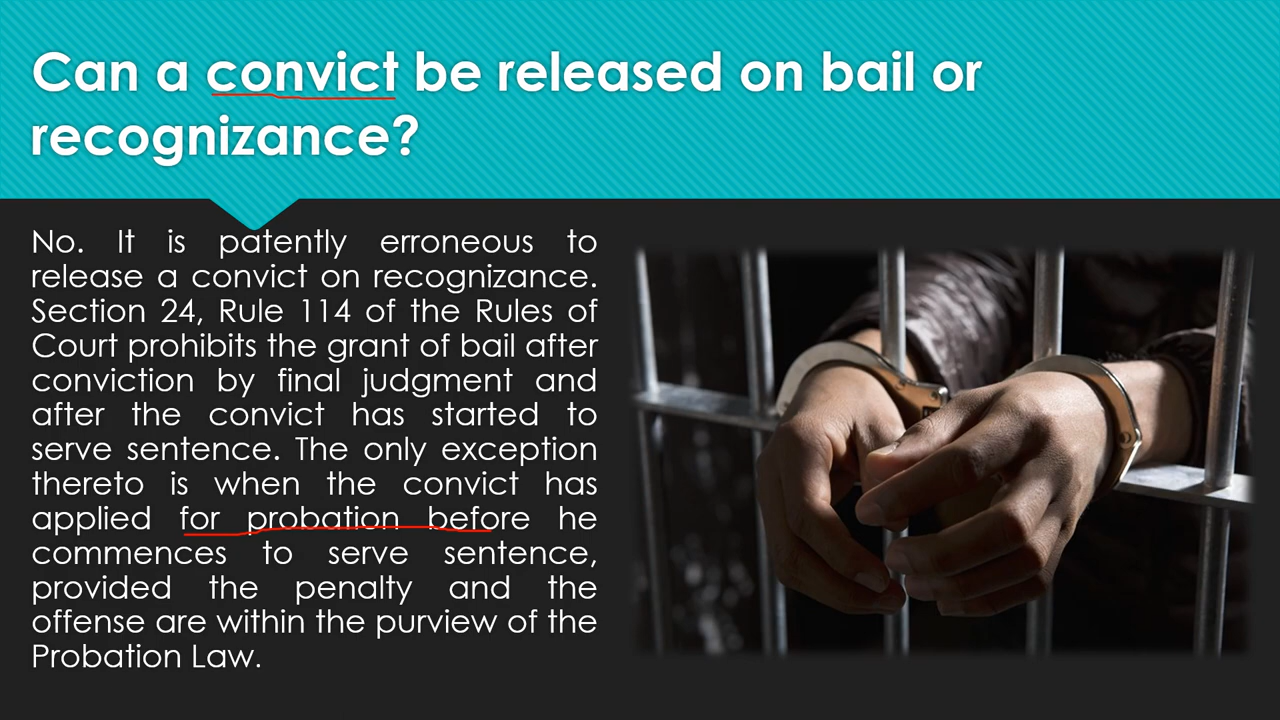 Can a convict be released on bail or
recognizance?
No. It is patently erroneous to
release a convict on recognizance.
Section 24, Rule 114 of the Rules of
Court prohibits the grant of bail after
conviction by final judgment and
after the convict has started to
serve sentence. The only exception
thereto is when the convict has
applied for probation before he
commences to serve sentence,
provided the penalty and the
offense are within the purview of the
Probation Law.